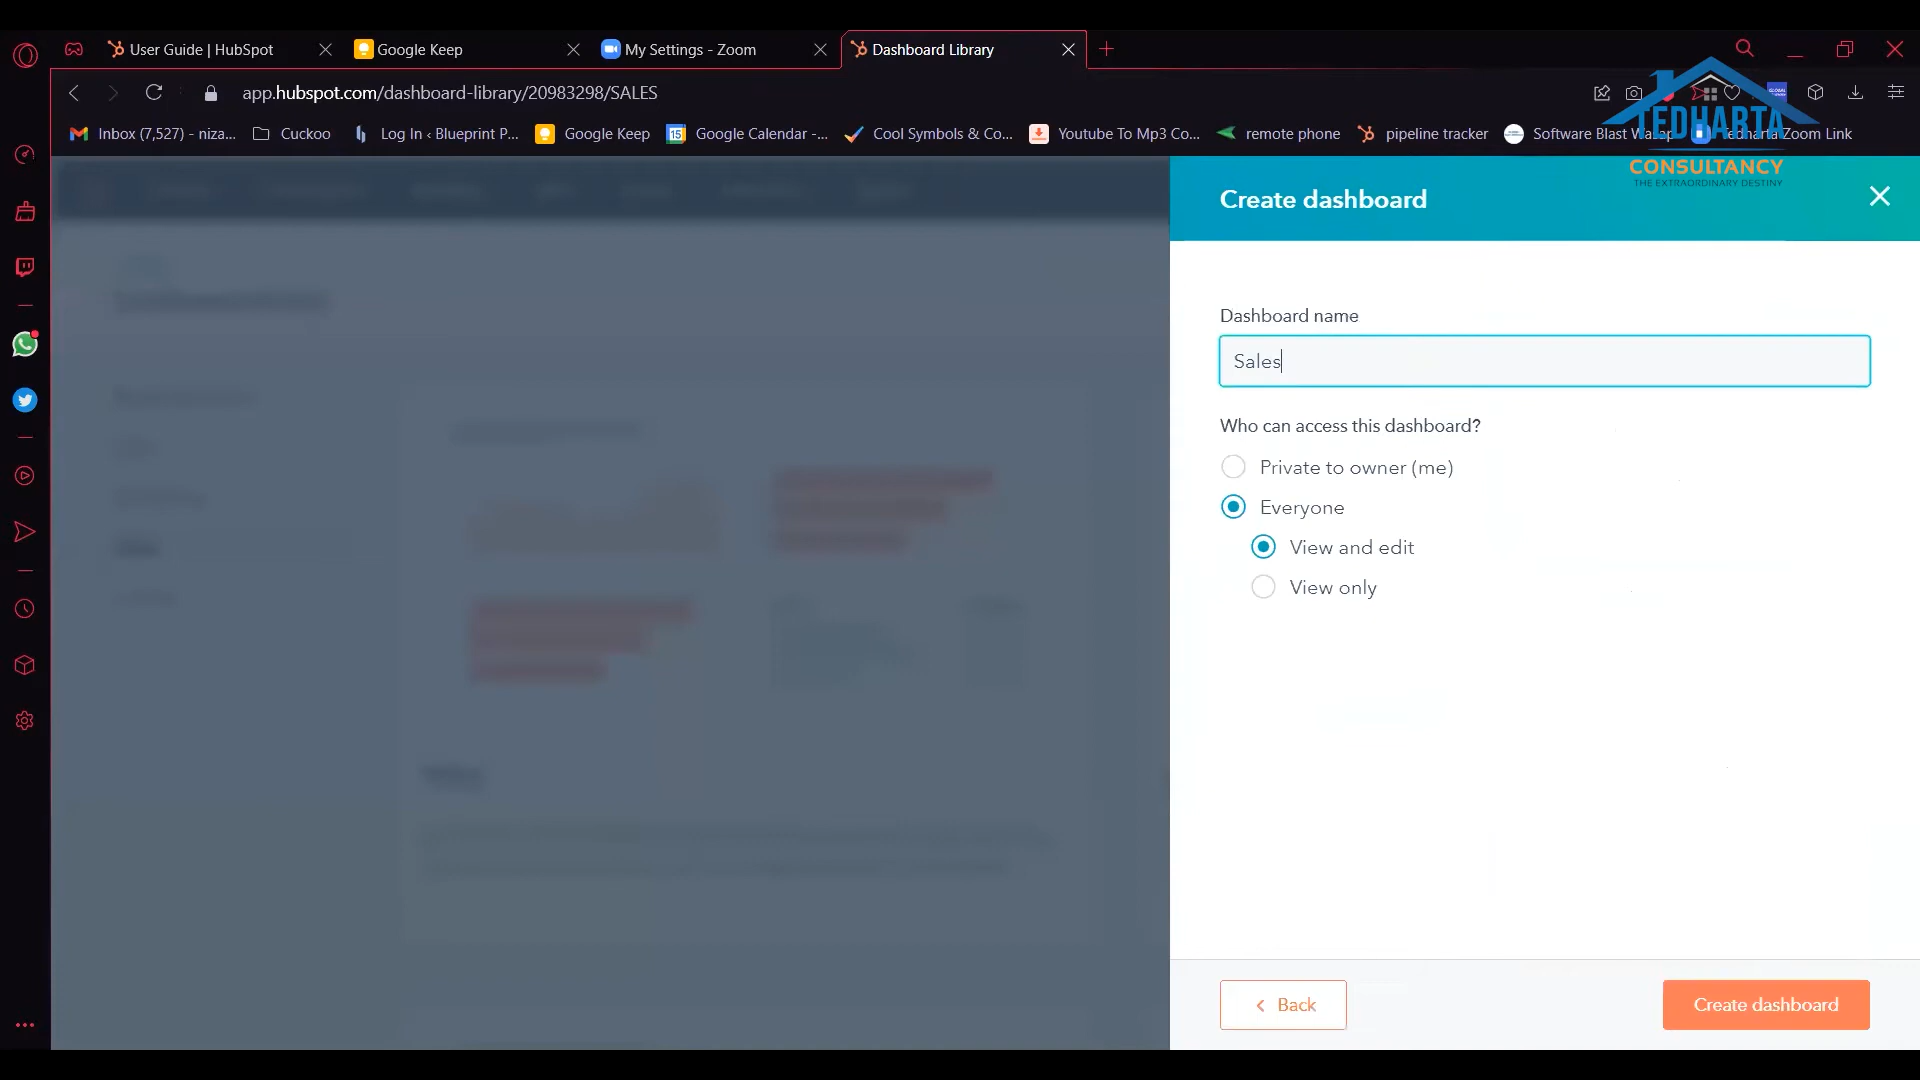 User Guide | HubSpot
Google Keep
My Settings - Zoom
Dashboard Library
app.hubspot.com/dashboard-library/20983298/SALES
Inbox (7,527) - niza...
Cuckoo
Log In ‹ Blueprint P...
Google Keep
15
Google Calendar -...
Cool Symbols & Co...
Youtube To Mp3 Co...
remote phone
pipeline tracker
Software Blast Wasap
Tedharta Zoom Link
TEDHARTA
CONSULTANCY
THE EXTRAORDINARY DESTINY
Create dashboard
Dashboard name
Sales
Who can access this dashboard?
Private to owner (me)
Everyone
View and edit
View only
Back
Create dashboard